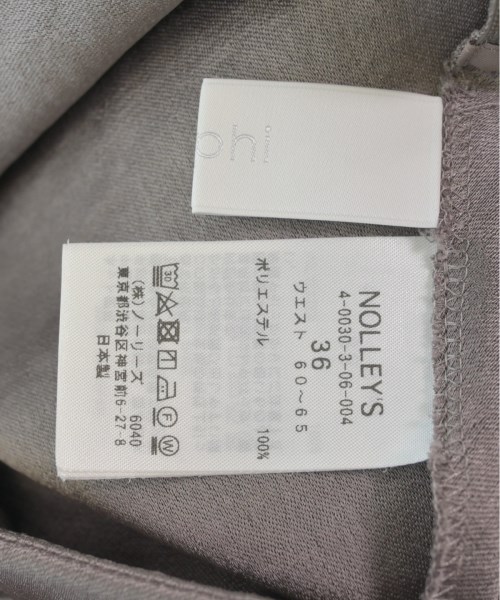 NOLLEY'S
4-0030-3-06-004
36
ウエスト 60～65
ポリエステル 100%
30
F W
(株)ノーリーズ 6040
東京都渋谷区神宮前6-27-8
日本製